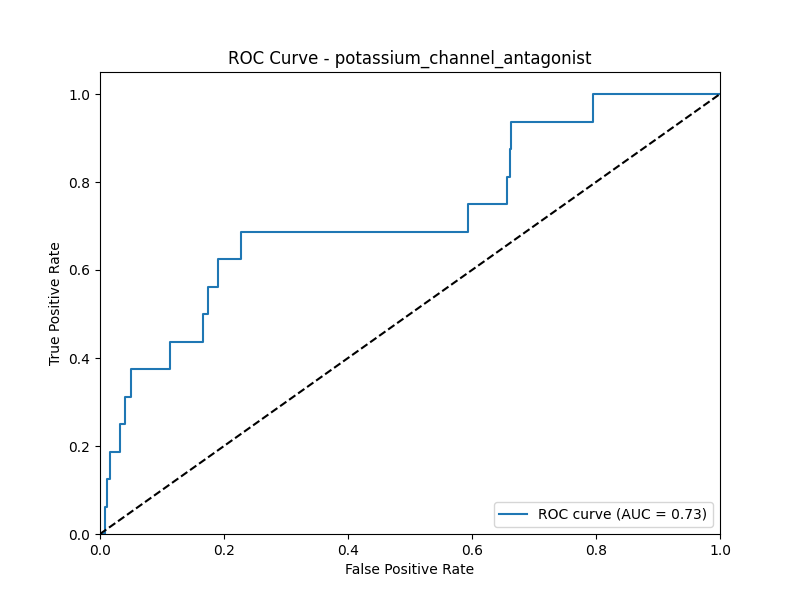 ROC Curve - potassium_channel_antagonist
True Positive Rate
1.0
0.8
0.6
0.4
0.2
0.0
0.0 0.2 0.4 0.6 0.8 1.0
False Positive Rate
ROC curve (AUC = 0.73)